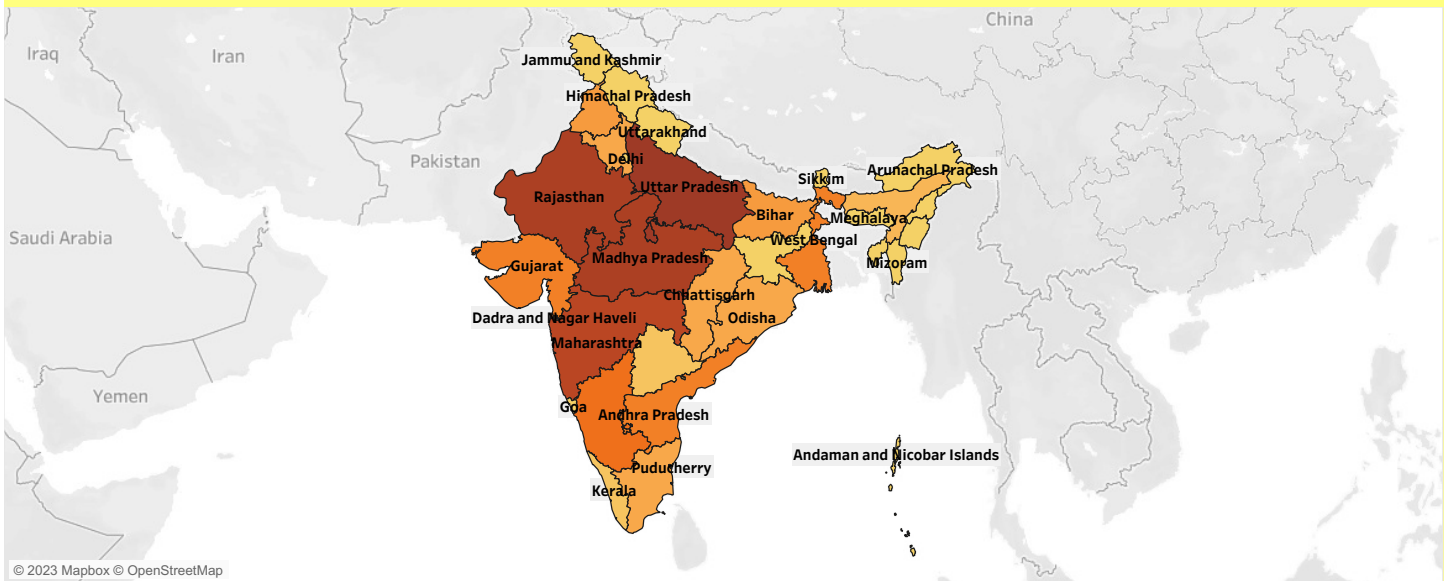 China
Iraq
Iran
Jammu and Kashmir
Himachal Pradesh
Uttarakhand
Pakistan
Delhi
Arunachal Pradesh
Sikkim
Uttar Pradesh
Rajasthan
Bihar
Meghalaya
Saudi Arabia
West Bengal
Madhya Pradesh
Mizoram
Gujarat
Chhattisgarh
Dadra and Nagar Haveli
Odisha
Maharashtra
Yemen
Goa
Andhra Pradesh
Andaman and Nicobar Islands
Puducherry
Kerala
© 2023 Mapbox © OpenStreetMap